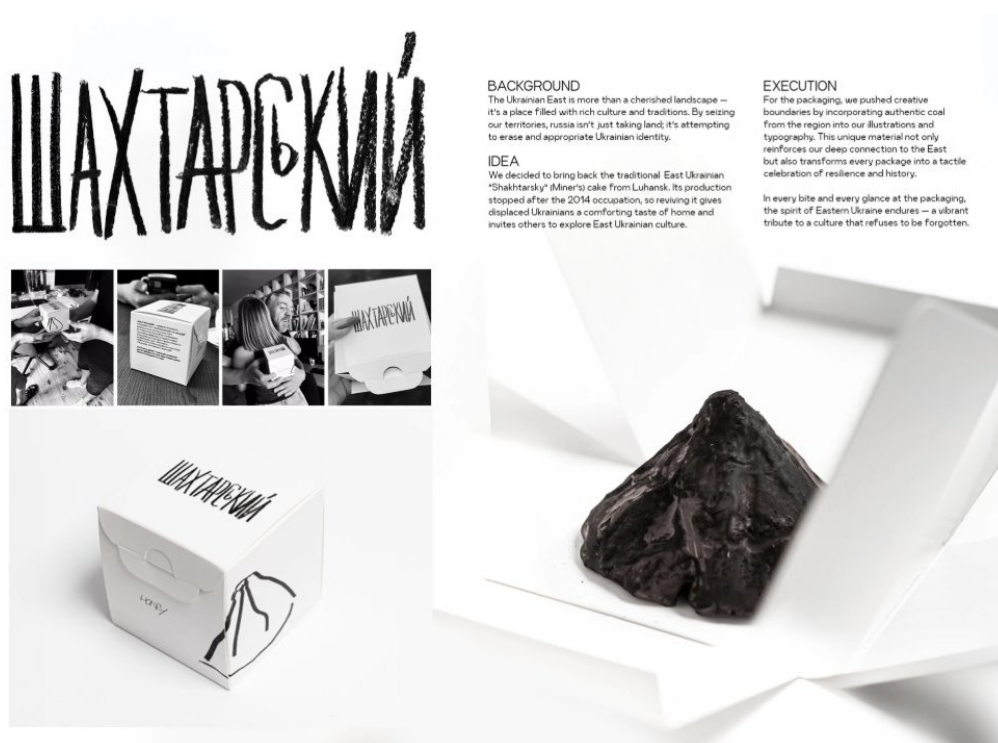 ШАХТАРСЬКИЙ
BACKGROUND
The Ukrainian East is more than a cherished landscape —
it's a place filled with rich culture and traditions. By seizing
our territories, russia isn't just taking land; it's attempting
to erase and appropriate Ukrainian identity.
IDEA
We decided to bring back the traditional East Ukrainian
"Shakhtarsky" (Miner's) cake from Luhansk. Its production
stopped after the 2014 occupation, so reviving it gives
displaced Ukrainians a comforting taste of home and
invites others to explore East Ukrainian culture.
EXECUTION
For the packaging, we pushed creative
boundaries by incorporating authentic coal
from the region into our illustrations and
typography. This unique material not only
reinforces our deep connection to the East
but also transforms every package into a tactile
celebration of resilience and history.
In every bite and every glance at the packaging,
the spirit of Eastern Ukraine endures — a vibrant
tribute to a culture that refuses to be forgotten.
ШАХТАРСЬКИЙ
ШАХТАРСЬКИЙ